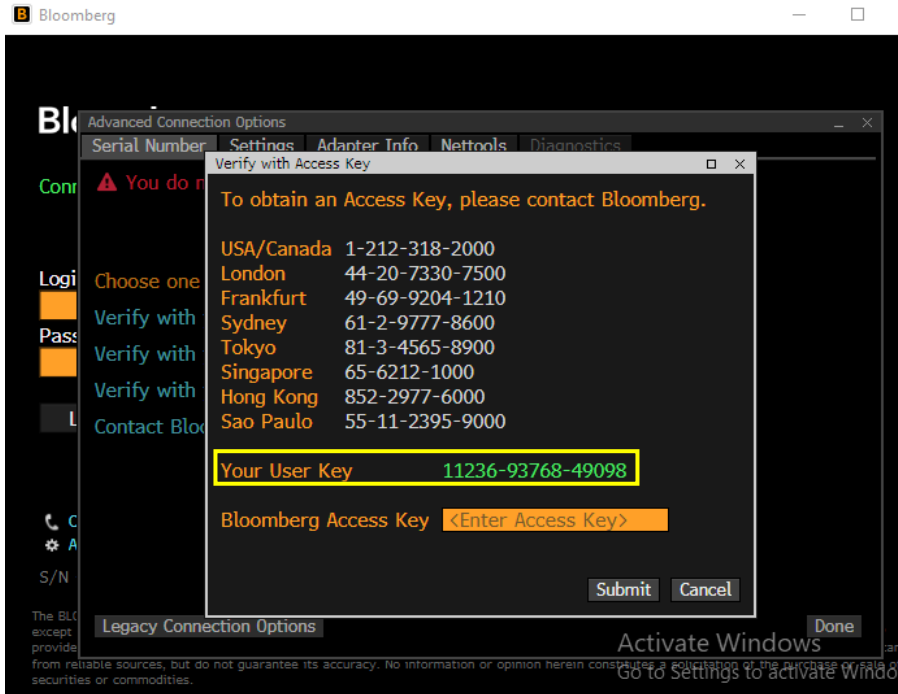 Bloomberg
Advanced Connection Options
Serial Number Settings Adapter Info Nettools Diagnostics
Verify with Access Key
You do
To obtain an Access Key, please contact Bloomberg.
USA/Canada 1-212-318-2000
London 44-20-7330-7500
Frankfurt 49-69-9204-1210
Sydney 61-2-9777-8600
Tokyo 81-3-4565-8900
Singapore 65-6212-1000
Hong Kong 852-2977-6000
Sao Paulo 55-11-2395-9000
Choose one
Verify with
Verify with
Verify with
Contact
Your User Key 11236-93768-49098
Bloomberg Access Key <Enter Access Key>
Submit Cancel
S/N
The
except
Legacy Connection Options
Done
Activate Windows
from reliable sources, but do not guarantee its accuracy. No information or opinion herein constitutes a solicitation of the purchase or sale
securities or commodities.
Go to Settings to activate